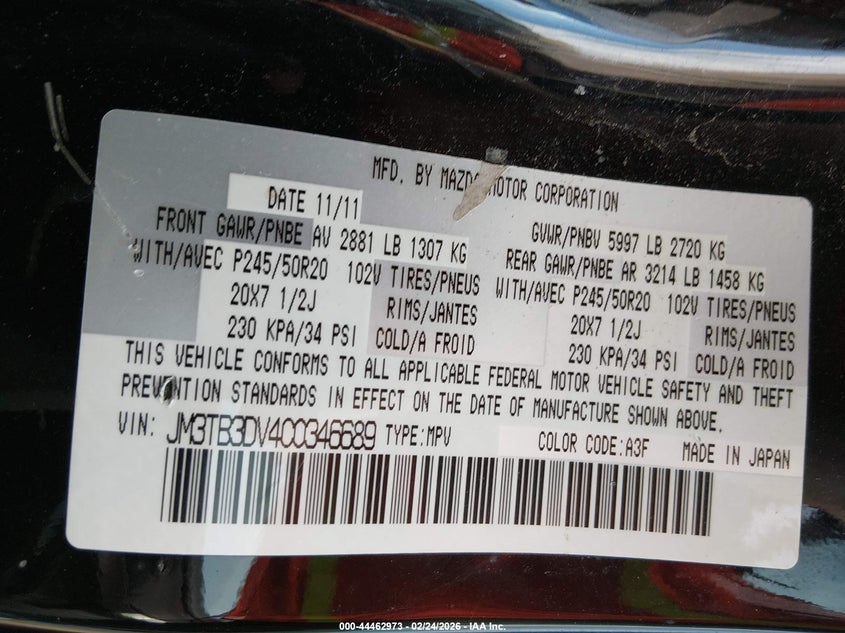 MFD. BY MAZDA MOTOR CORPORATION
DATE 11/11
GVWR/PNBV 5997 LB 2720 KG
FRONT GAWR/PNBE AV 2881 LB 1307 KG
REAR GAWR/PNBE AR 3214 LB 1458 KG
WITH/AVEC P245/50R20 102V TIRES/PNEUS
WITH/AVEC P245/50R20 102V TIRES/PNEUS
20X7 1/2J RIMS/JANTES
20X7 1/2J RIMS/JANTES
230 KPA/34 PSI COLD/A FROID
230 KPA/34 PSI COLD/A FROID
THIS VEHICLE CONFORMS TO ALL APPLICABLE FEDERAL MOTOR VEHICLE SAFETY AND THEFT
PREVENTION STANDARDS IN EFFECT ON THE DATE OF MANUFACTURE SHOWN ABOVE.
VIN: JM3TB3DV4C0346689 TYPE:MPV COLOR CODE:A3F MADE IN JAPAN
000-44462973 - 02/24/2026 - IAA Inc.